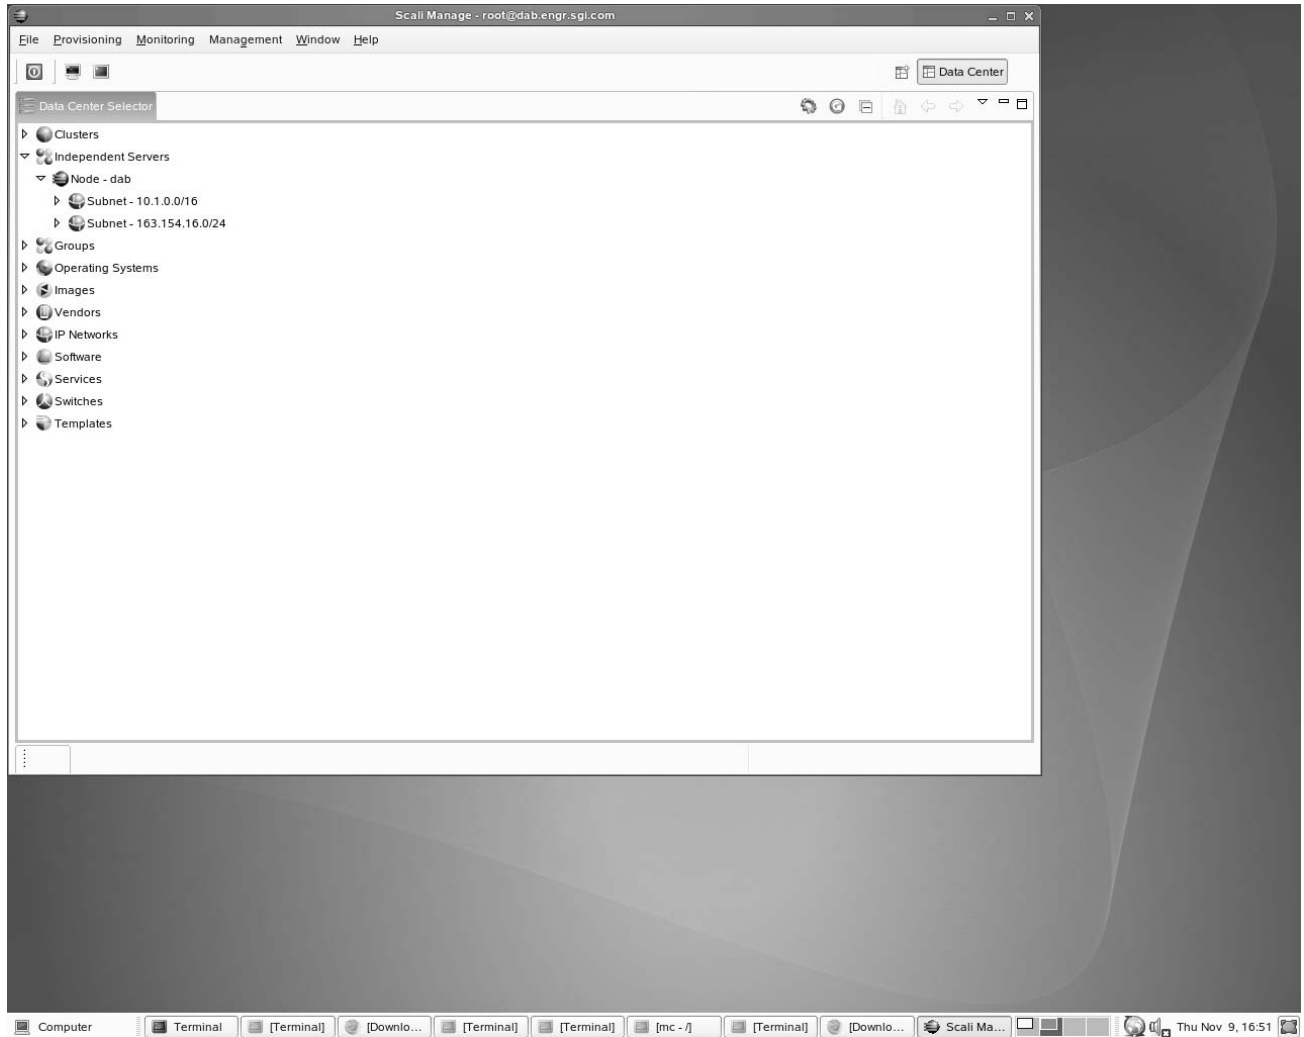 Scali Manage - root@dab.engr.sgi.com
File Provisioning Monitoring Management Window Help
Data Center
Data Center Selector
Clusters
Independent Servers
Node - dab
Subnet - 10.1.0.0/16
Subnet - 163.154.16.0/24
Groups
Operating Systems
Images
Vendors
IP Networks
Software
Services
Switches
Templates
Computer Terminal [Terminal] [Downlo... [Terminal] [Terminal] [mc - /] [Terminal] [Downlo... Scali Ma... Thu Nov 9, 16:51